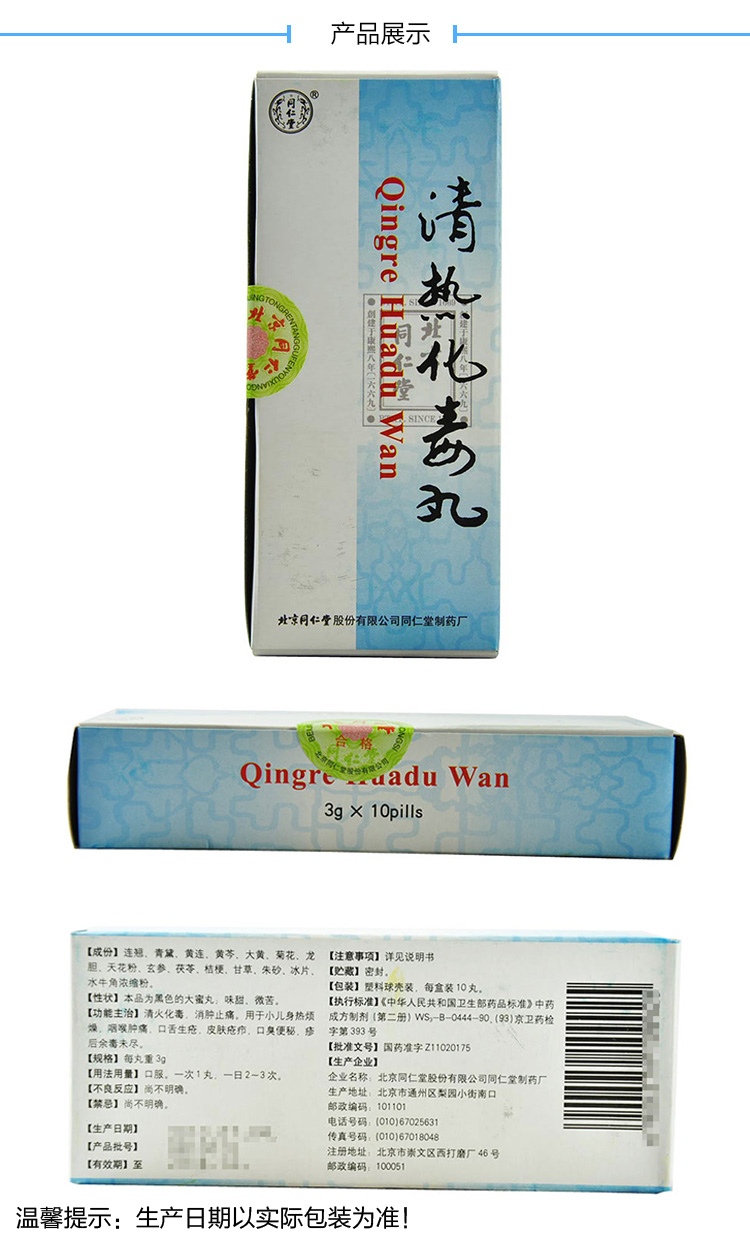 产品展示
同仁堂
®
清热化毒丸
Qingre Huadu Wan
创建于康熙八年(一六六九)
北京同仁堂股份有限公司同仁堂制药厂
合格
北京同仁堂股份有限公司
Qingre Huadu Wan
3g × 10pills
【成份】连翘、青黛、黄连、黄芩、大黄、菊花、龙
胆、天花粉、玄参、茯苓、桔梗、甘草、朱砂、冰片、
水牛角浓缩粉。
【性状】本品为黑色的大蜜丸；味甜、微苦。
【功能主治】清火化毒，消肿止痛。用于小儿身热烦
燥，咽喉肿痛，口舌生疮，皮肤疮疖，口臭便秘，疹
后余毒未尽。
【规格】每丸重3g
【用法用量】口服。一次1丸，一日2~3次。
【不良反应】尚不明确。
【禁忌】尚不明确。
【生产日期】
【产品批号】
【有效期】至
【注意事项】详见说明书
【贮藏】密封。
【包装】塑料球壳装，每盒装10丸。
【执行标准】《中华人民共和国卫生部药品标准》中药
成方制剂(第二册)WS₃-B-0444-90、(93)京卫药检
字第393号
【批准文号】国药准字Z11020175
【生产企业】
企业名称：北京同仁堂股份有限公司同仁堂制药厂
生产地址：北京市通州区梨园小街南口
邮政编码：101101
电话号码：(010)67025631
传真号码：(010)67018048
注册地址：北京市崇文区西打磨厂46号
邮政编码：100051
温馨提示：生产日期以实际包装为准！